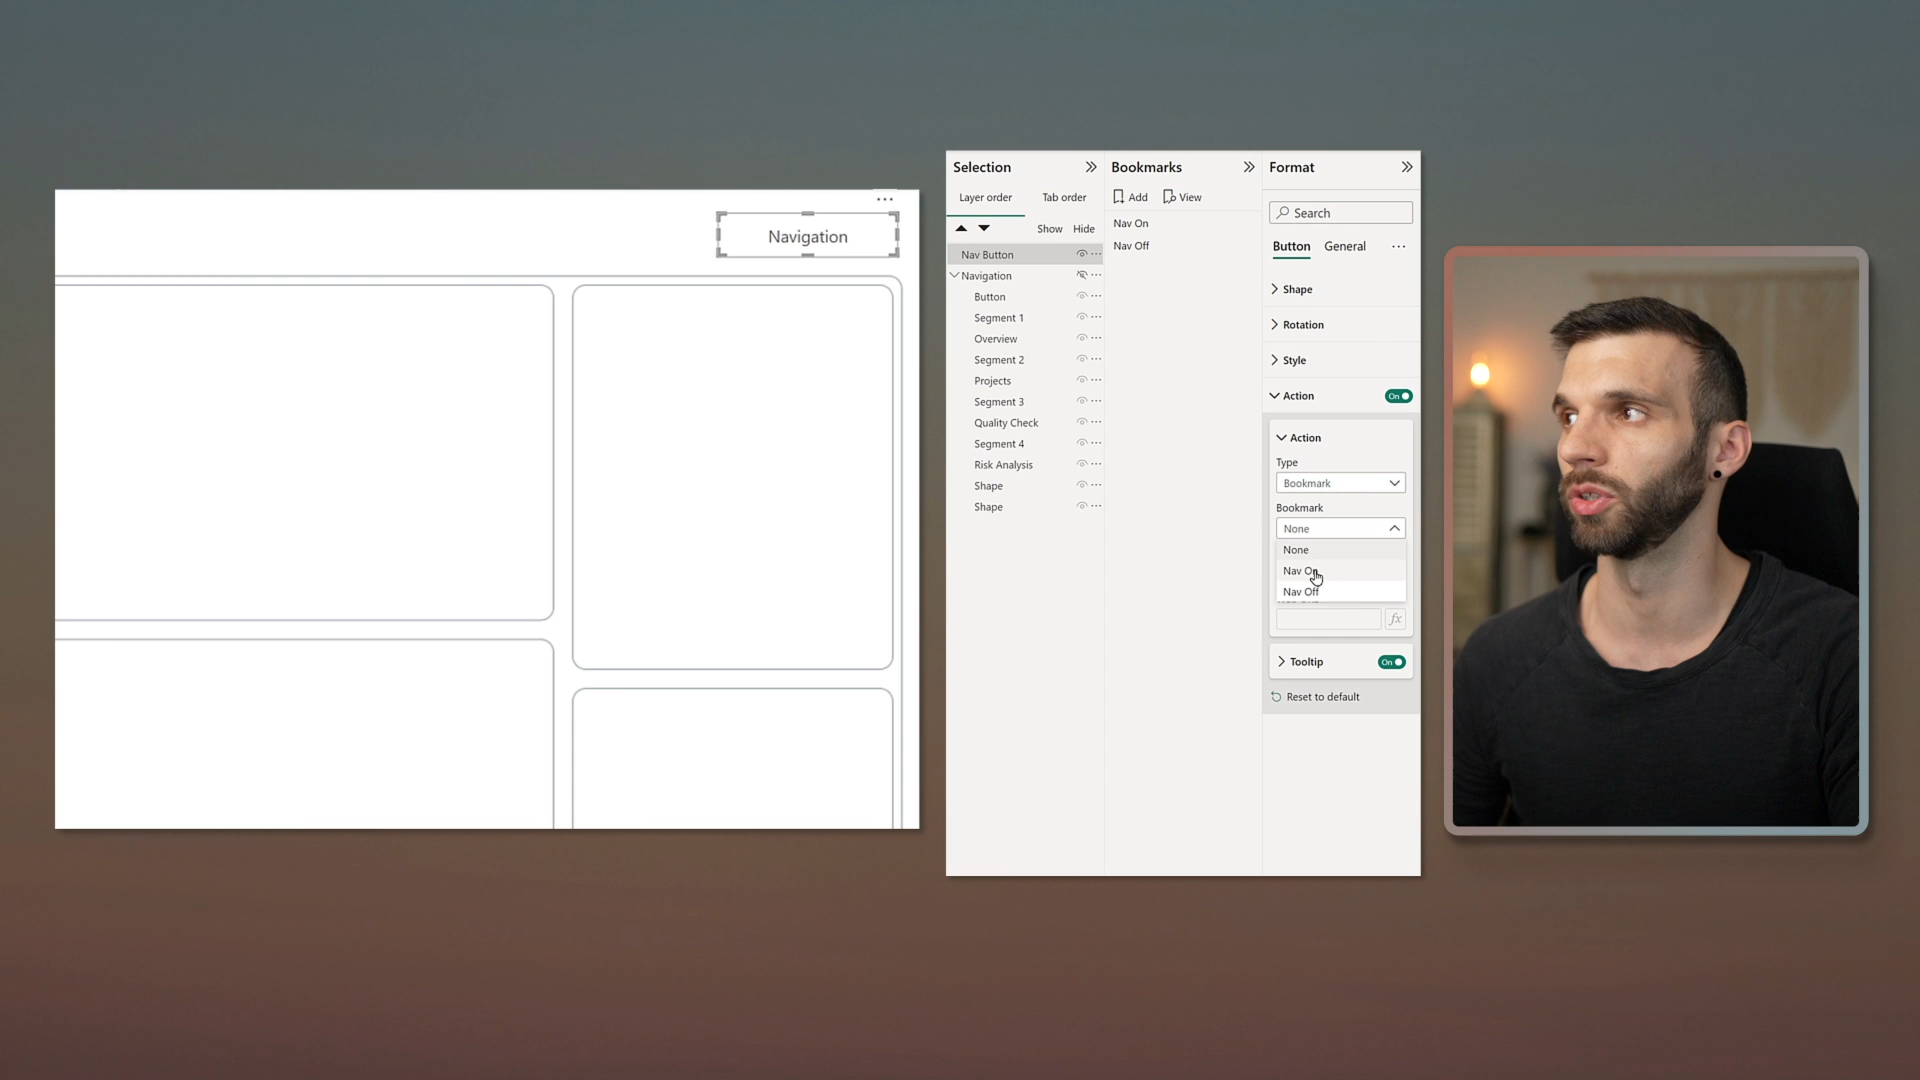 Navigation
Selection
Layer order
Tab order
Show
Hide
Nav Button
Navigation
Button
Segment 1
Overview
Segment 2
Projects
Segment 3
Quality Check
Segment 4
Risk Analysis
Shape
Shape
Bookmarks
Add
View
Nav On
Nav Off
Format
Search
Button
General
Shape
Rotation
Style
Action
On
Action
Type
Bookmark
Bookmark
None
None
Nav On
Nav Off
fx
Tooltip
On
Reset to default